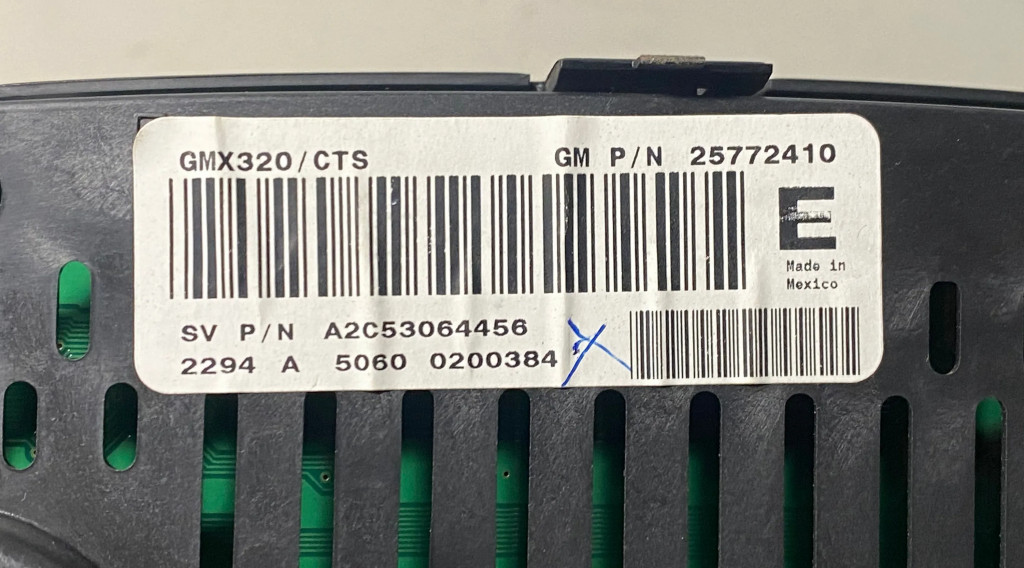 GMX320/CTS
GM P/N 25772410
E
Made in
Mexico
SV P/N A2C53064456
2294 A 5060 0200384